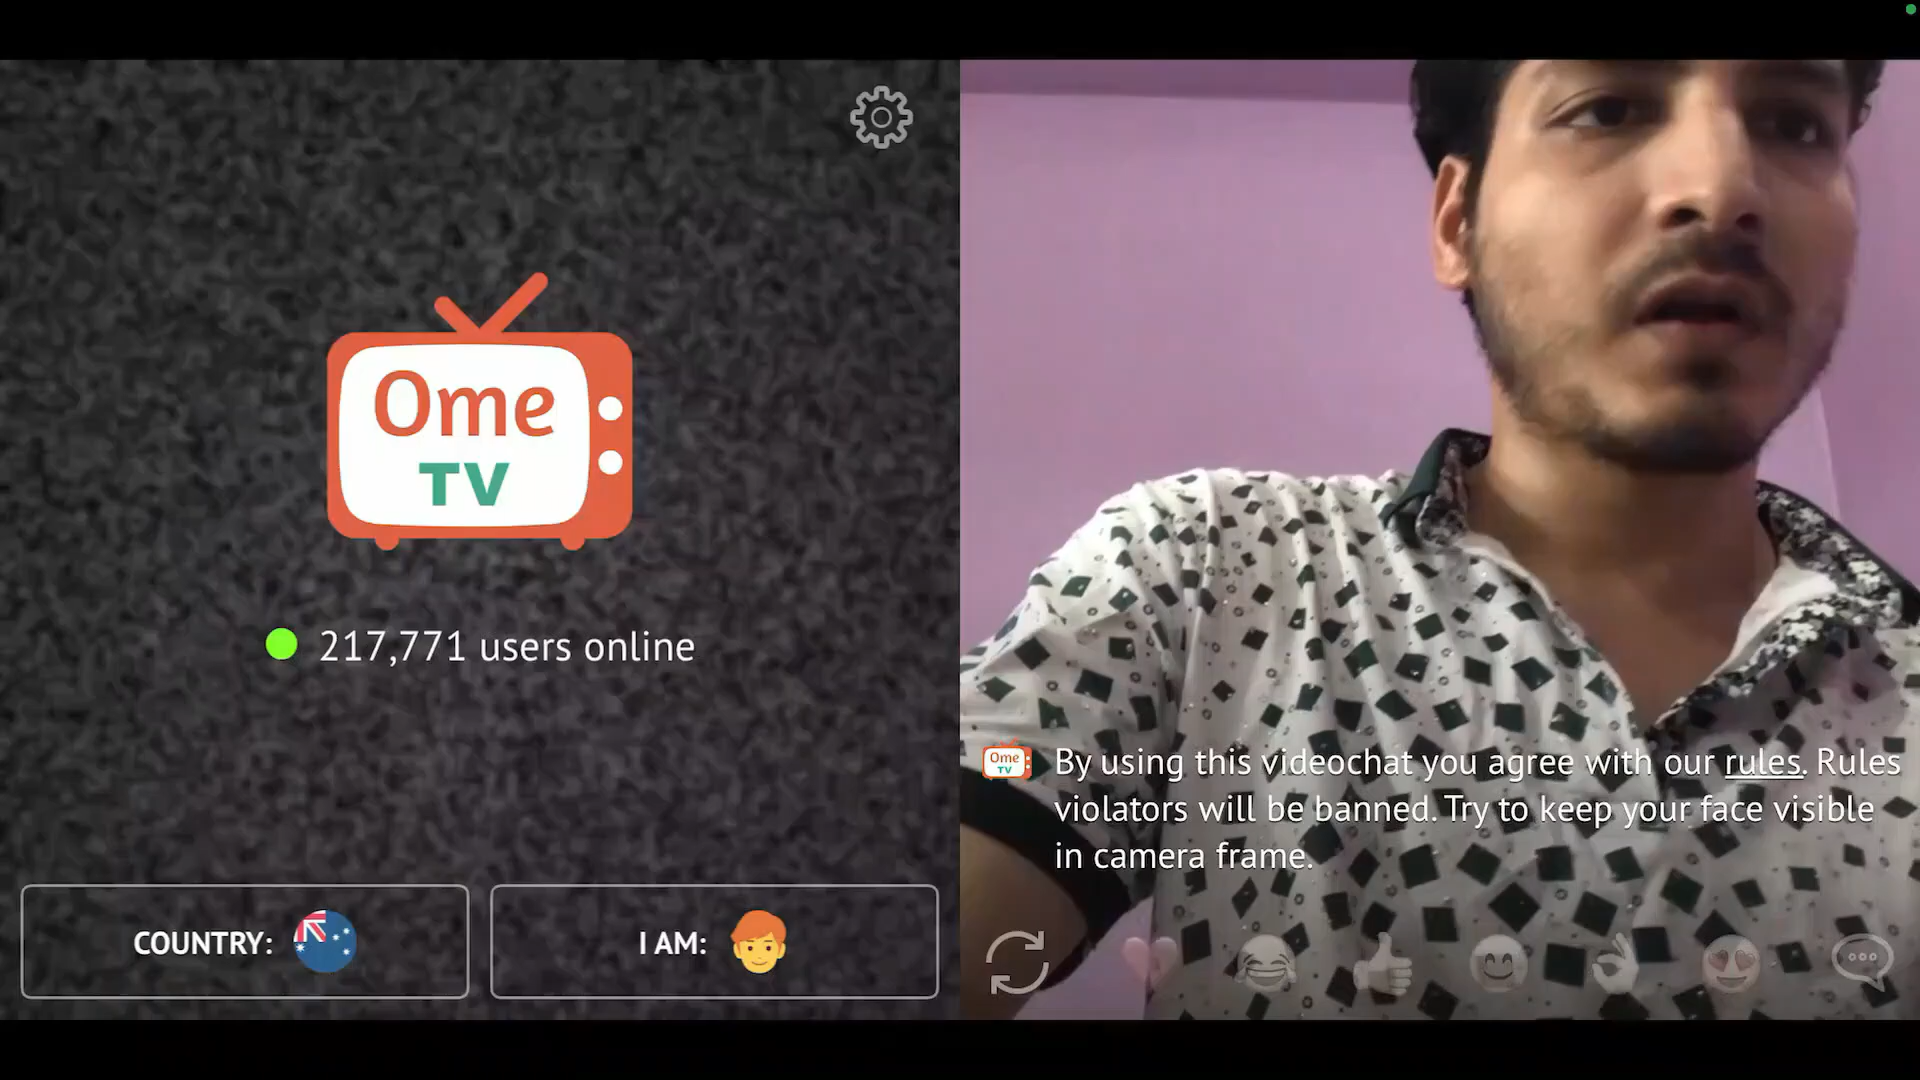 Ome
TV
217,771 users online
COUNTRY:
I AM:
Ome
TV
By using this videochat you agree with our rules. Rules
violators will be banned. Try to keep your face visible
in camera frame.